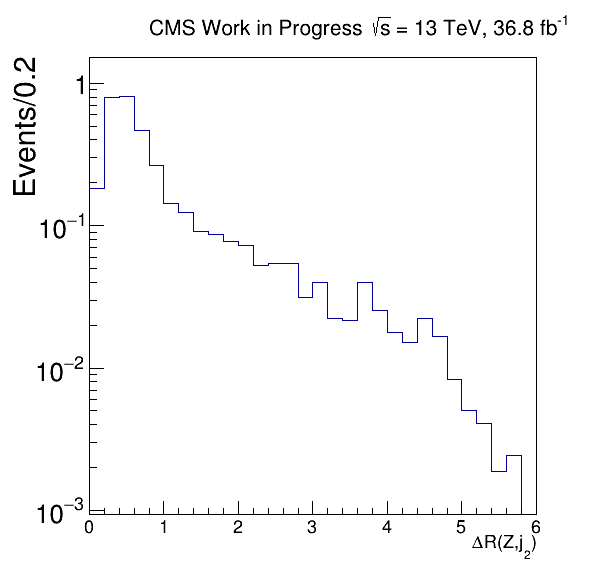 CMS Work in Progress √s = 13 TeV, 36.8 fb⁻¹
Events/0.2
1
10⁻¹
10⁻²
10⁻³
0 1 2 3 4 5 6
ΔR(Z,j₂)